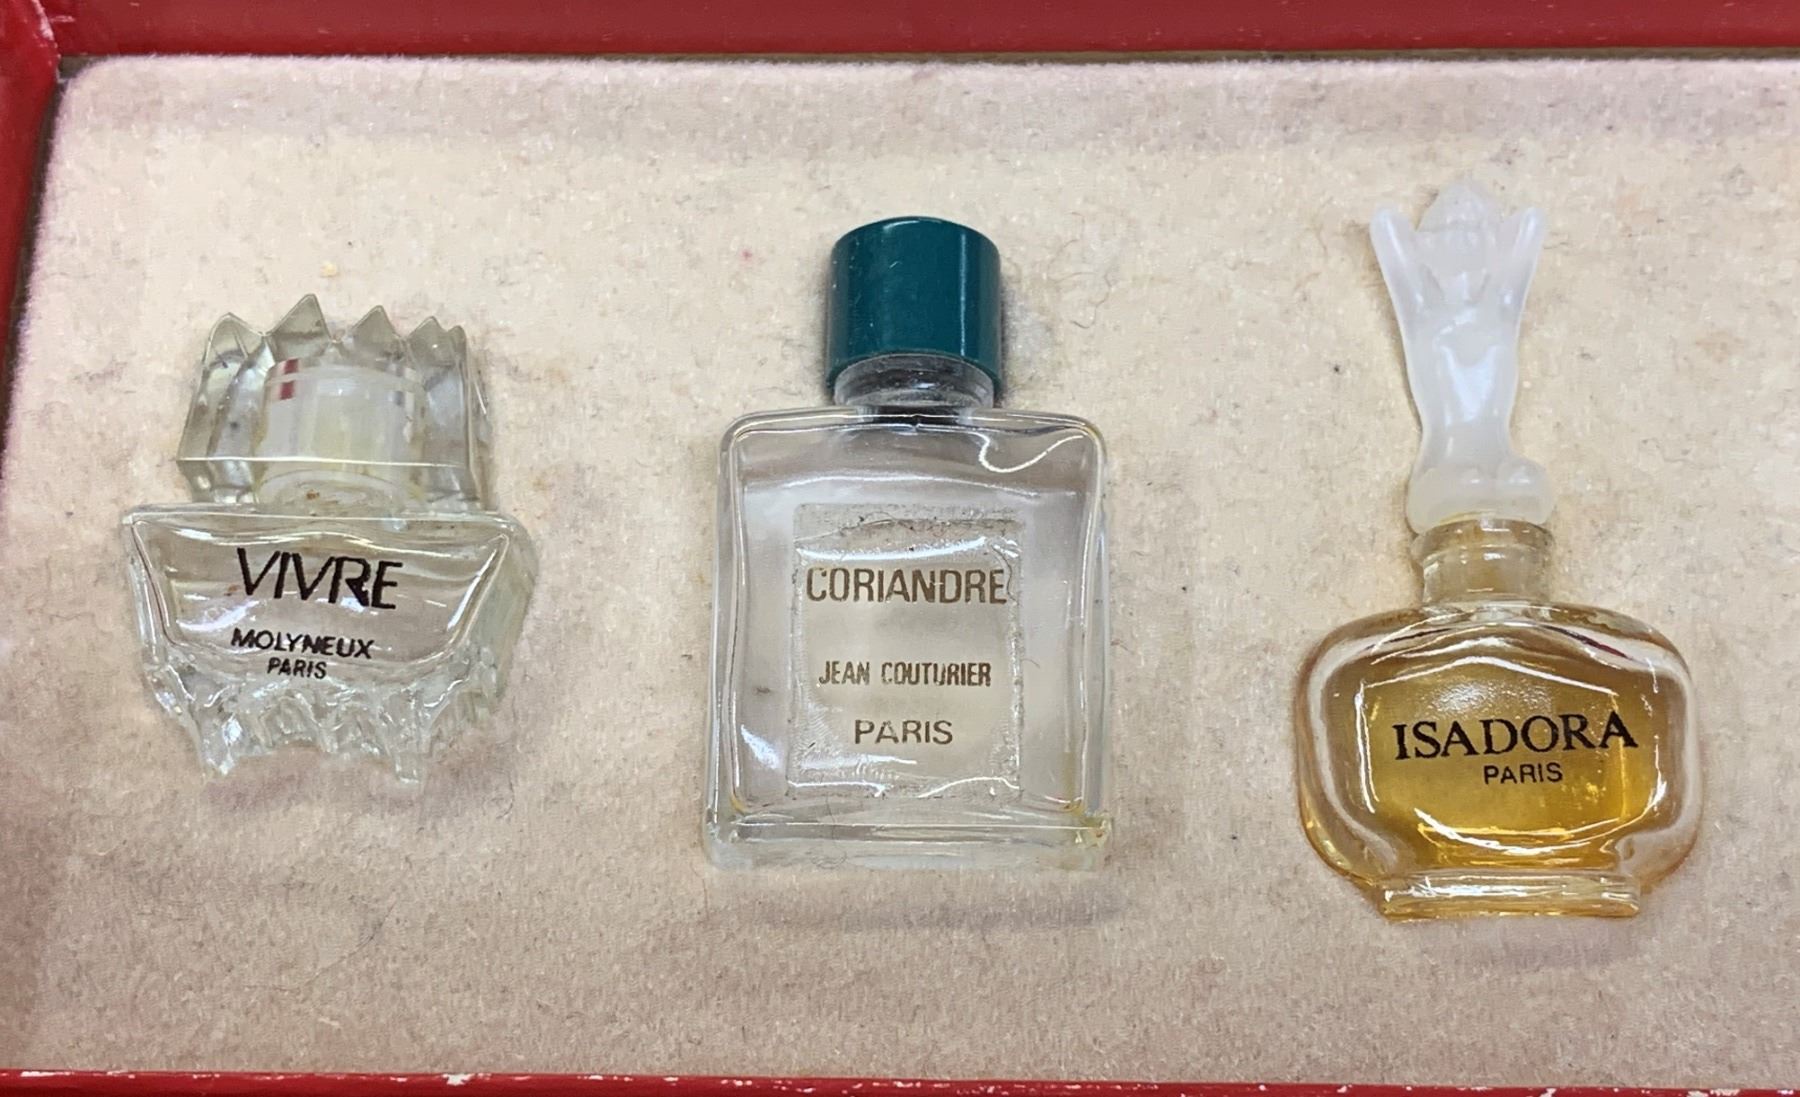 VIVRE
MOLYNEUX
PARIS
CORIANDRE
JEAN COUTURIER
PARIS
ISADORA
PARIS